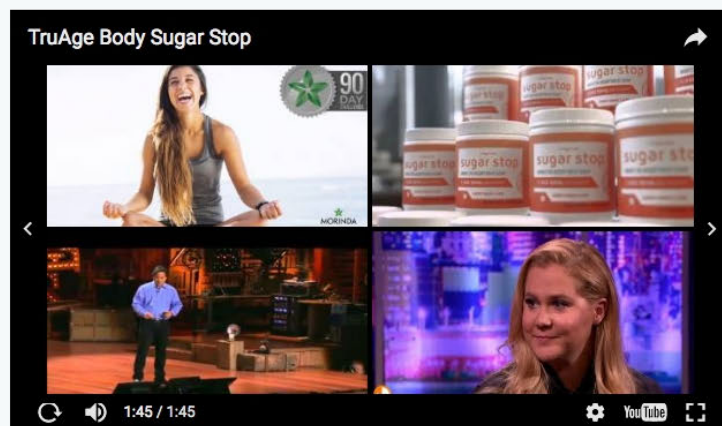 TruAge Body Sugar Stop
90
DAY
CHALLENGE
MORINDA
sugar stop
sugar stop
sugar stop
sugar stop
1:45 / 1:45
YouTube